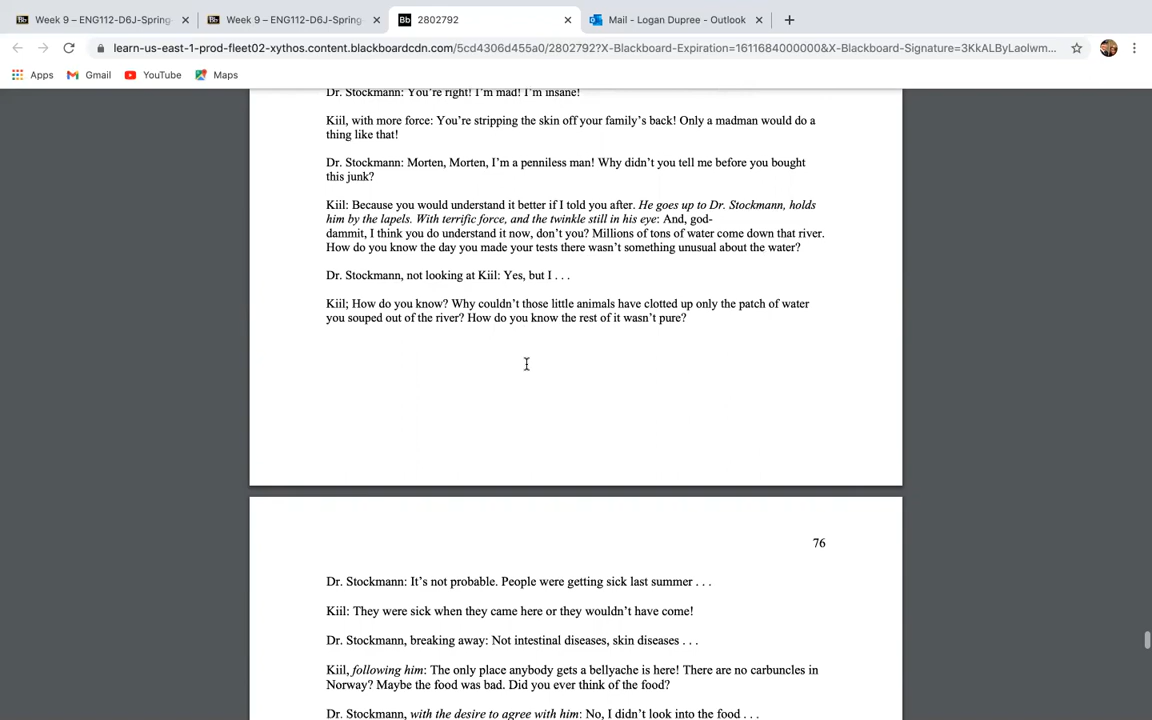 Week 9 – ENG112-D6J-Spring-
Week 9 – ENG112-D6J-Spring
Bb 2802792
Mail - Logan Dupree - Outlook
learn-us-east-1-prod-fleet02-xythos.content.blackboardcdn.com/5cd4306d455a0/2802792?X-Blackboard-Expiration=1611684000000&X-Blackboard-Signature=3KkALByLaolwm...
Apps Gmail YouTube Maps
Dr. Stockmann: You're right! I'm mad! I'm insane!
Kiil, with more force: You're stripping the skin off your family's back! Only a madman would do a
thing like that!
Dr. Stockmann: Morten, Morten, I'm a penniless man! Why didn't you tell me before you bought
this junk?
Kiil: Because you would understand it better if I told you after. He goes up to Dr. Stockmann, holds
him by the lapels. With terrific force, and the twinkle still in his eye: And, god-
dammit, I think you do understand it now, don't you? Millions of tons of water come down that river.
How do you know the day you made your tests there wasn't something unusual about the water?
Dr. Stockmann, not looking at Kiil: Yes, but I . . .
Kiil; How do you know? Why couldn't those little animals have clotted up only the patch of water
you souped out of the river? How do you know the rest of it wasn't pure?
76
Dr. Stockmann: It's not probable. People were getting sick last summer . . .
Kiil: They were sick when they came here or they wouldn't have come!
Dr. Stockmann, breaking away: Not intestinal diseases, skin diseases . . .
Kiil, following him: The only place anybody gets a bellyache is here! There are no carbuncles in
Norway? Maybe the food was bad. Did you ever think of the food?
Dr. Stockmann, with the desire to agree with him: No, I didn't look into the food . . .